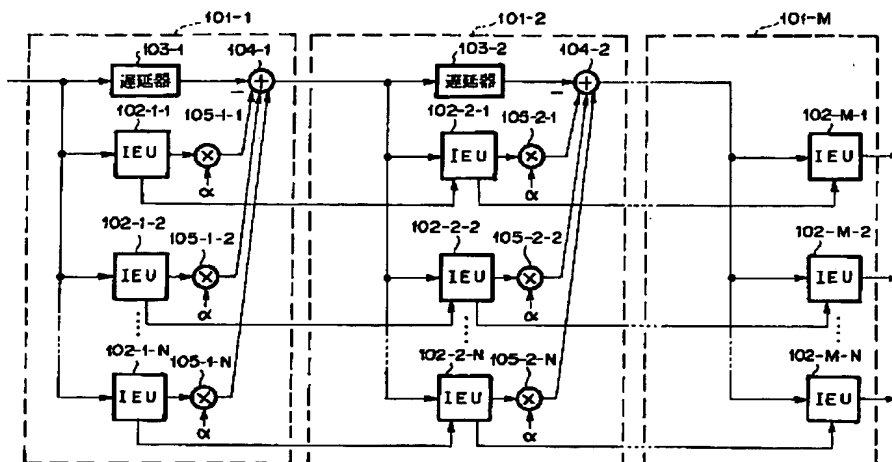 101-1
101-2
101-M
103-1
104-1
103-2
104-2
遅延器
+
遅延器
+
−
−
102-1-1
105-1-1
102-2-1
105-2-1
102-M-1
IEU
×
IEU
×
IEU
α
α
102-1-2
105-1-2
102-2-2
105-2-2
102-M-2
IEU
×
IEU
×
IEU
α
α
102-1-N
105-1-N
102-2-N
105-2-N
102-M-N
IEU
×
IEU
×
IEU
α
α